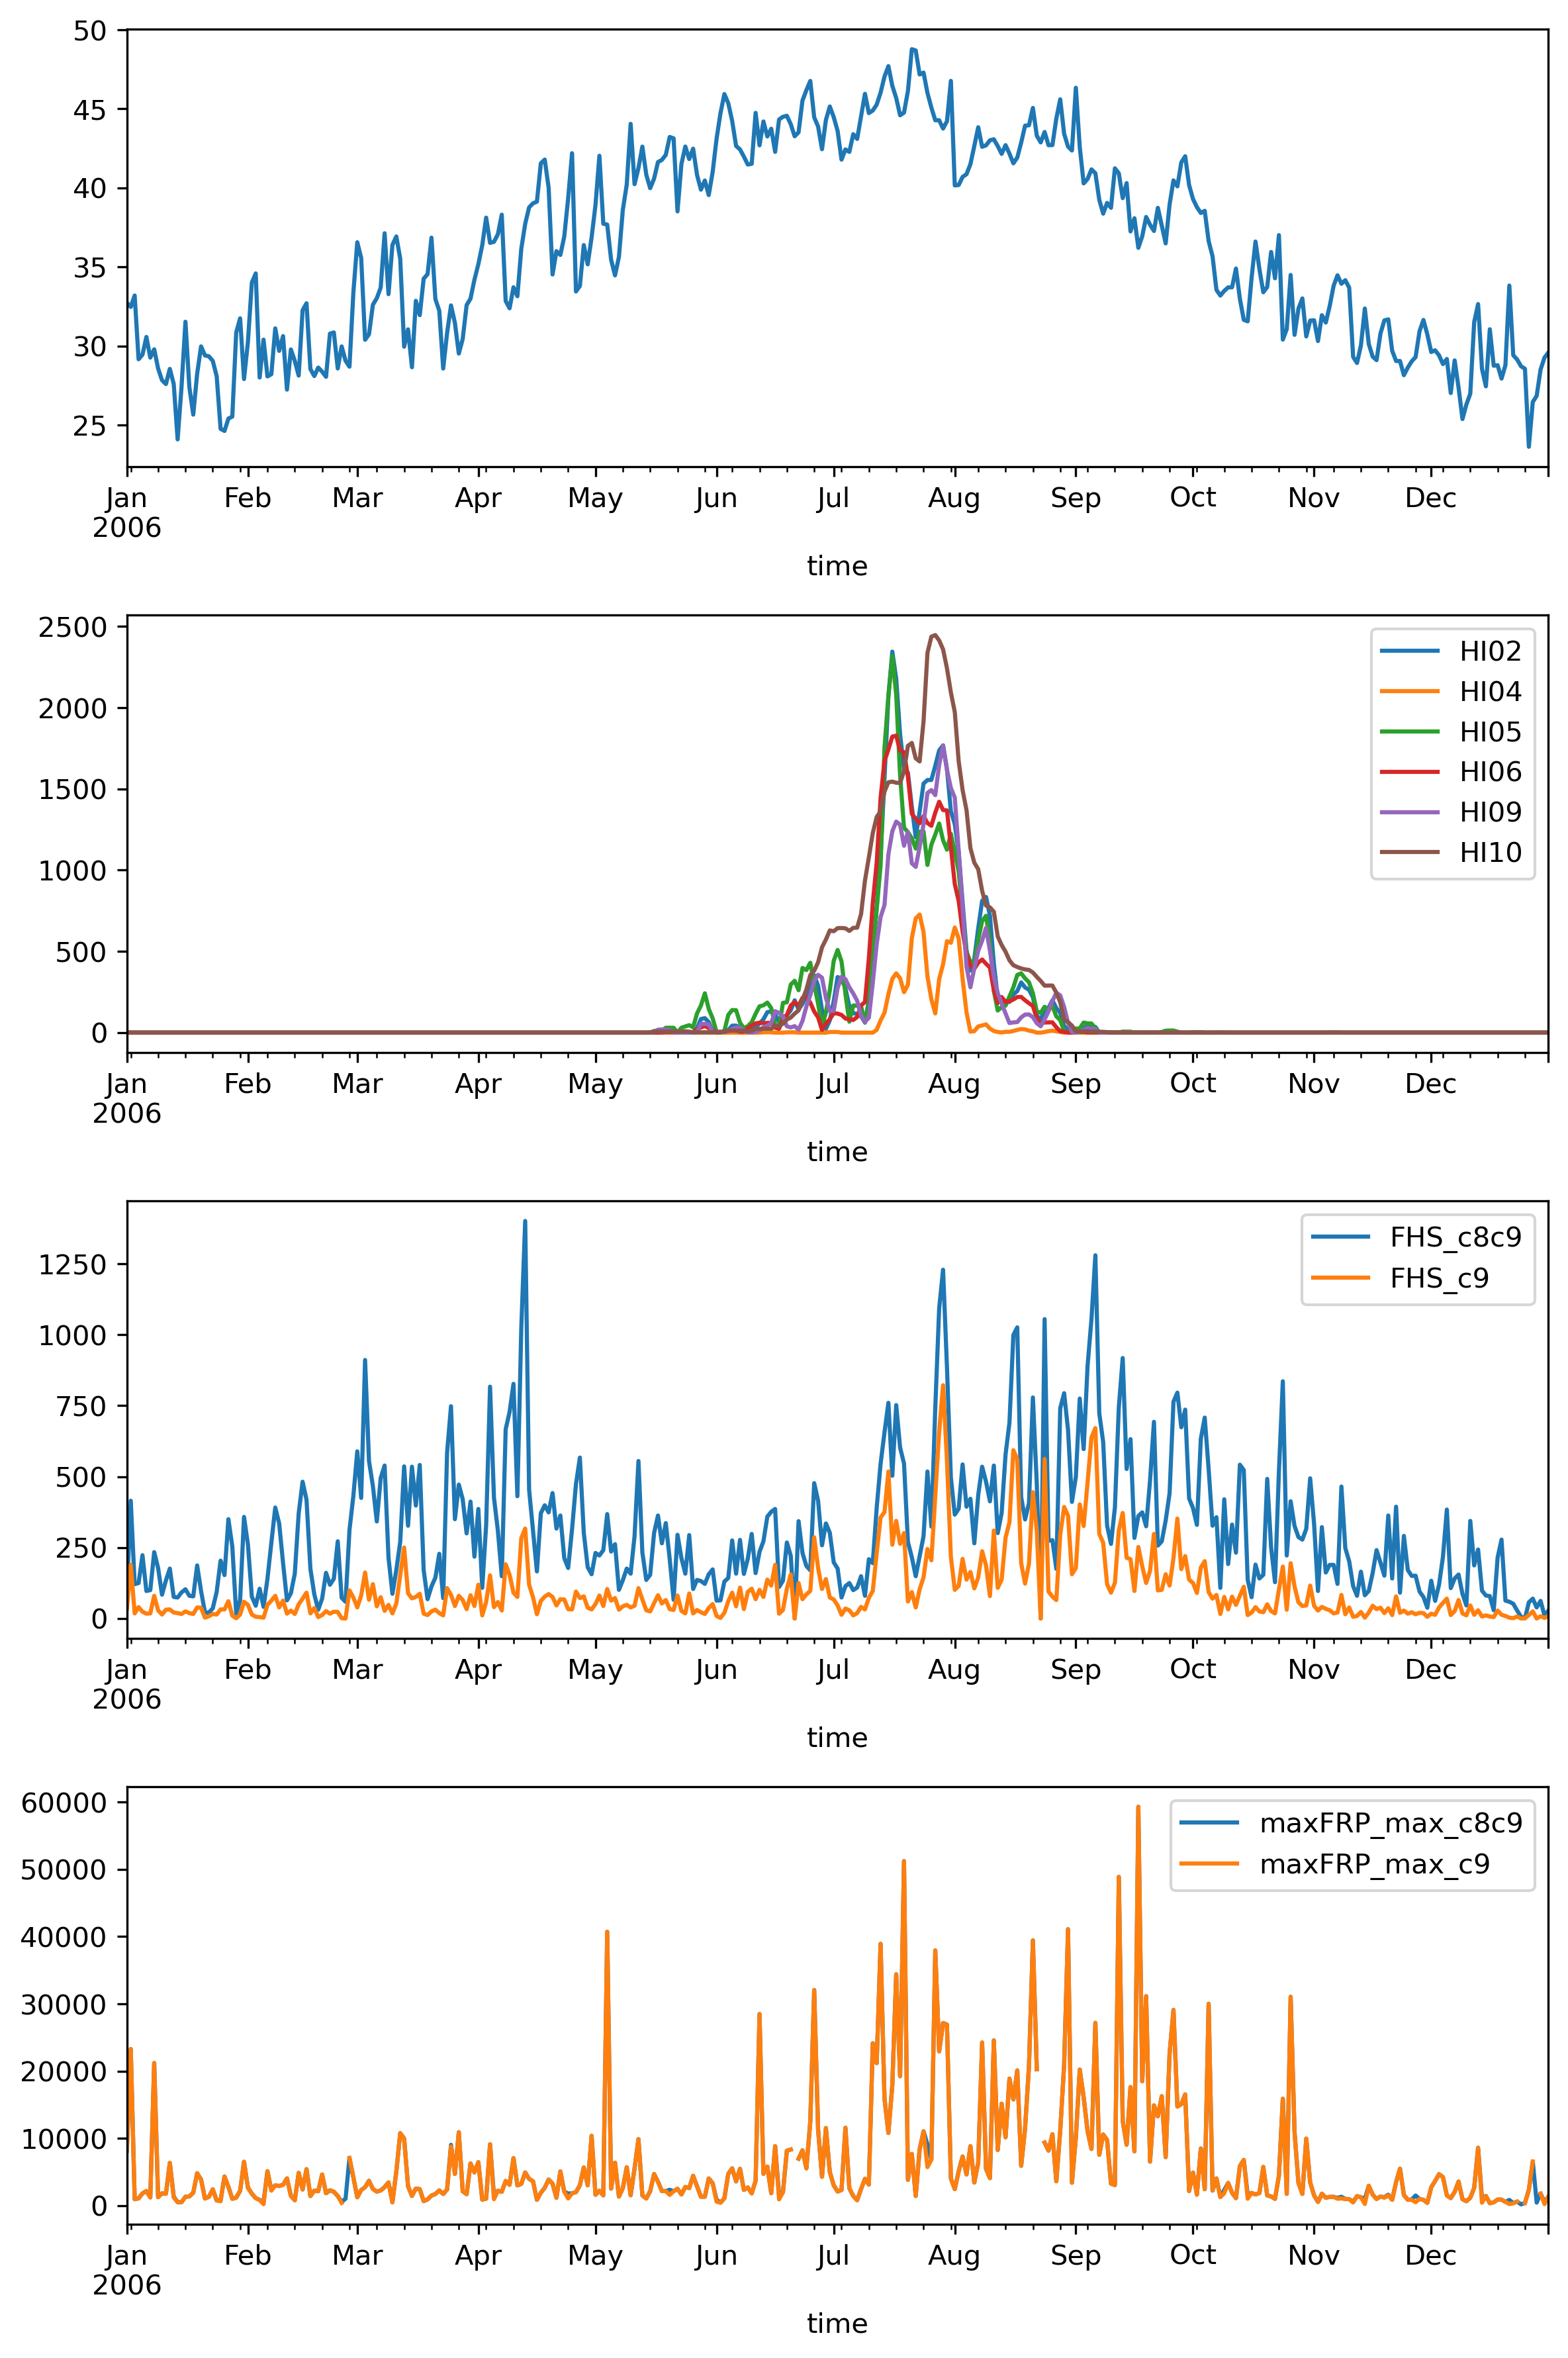 50
45
40
35
30
25
Jan Feb Mar Apr May Jun Jul Aug Sep Oct Nov Dec
2006
time
2500
2000
1500
1000
500
0
HI02
HI04
HI05
HI06
HI09
HI10
Jan Feb Mar Apr May Jun Jul Aug Sep Oct Nov Dec
2006
time
1250
1000
750
500
250
0
FHS_c8c9
FHS_c9
Jan Feb Mar Apr May Jun Jul Aug Sep Oct Nov Dec
2006
time
60000
50000
40000
30000
20000
10000
0
maxFRP_max_c8c9
maxFRP_max_c9
Jan Feb Mar Apr May Jun Jul Aug Sep Oct Nov Dec
2006
time